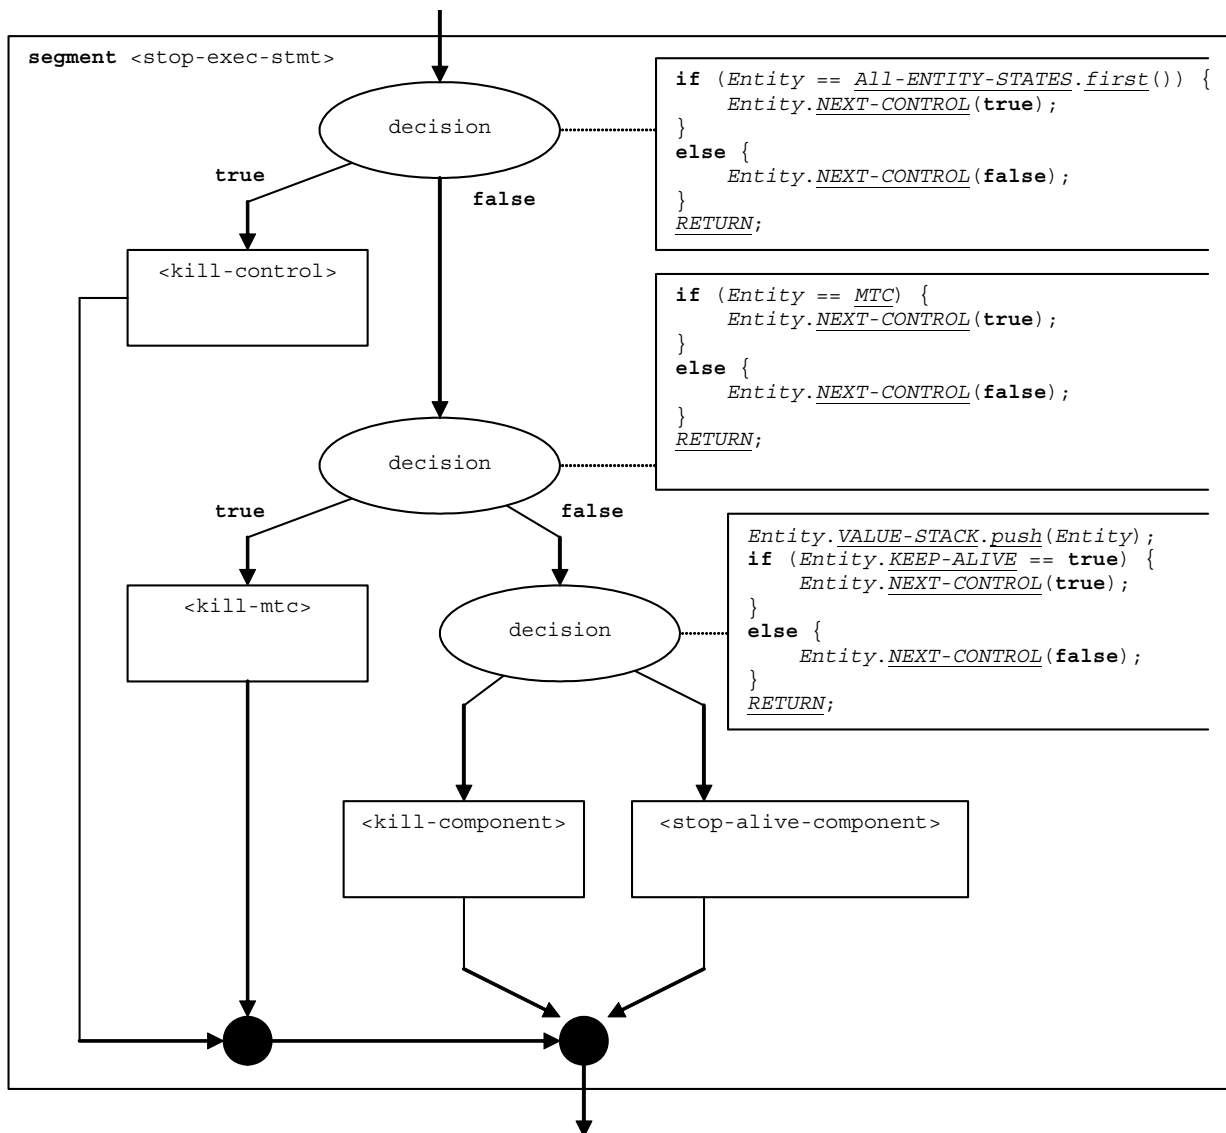 segment <stop-exec-stmt>
decision
if (Entity == All-ENTITY-STATES.first()) {
Entity.NEXT-CONTROL(true);
}
else {
Entity.NEXT-CONTROL(false);
}
RETURN;
true
false
<kill-control>
if (Entity == MTC) {
Entity.NEXT-CONTROL(true);
}
else {
Entity.NEXT-CONTROL(false);
}
RETURN;
decision
true
false
<kill-mtc>
decision
Entity.VALUE-STACK.push(Entity);
if (Entity.KEEP-ALIVE == true) {
Entity.NEXT-CONTROL(true);
}
else {
Entity.NEXT-CONTROL(false);
}
RETURN;
<kill-component>
<stop-alive-component>